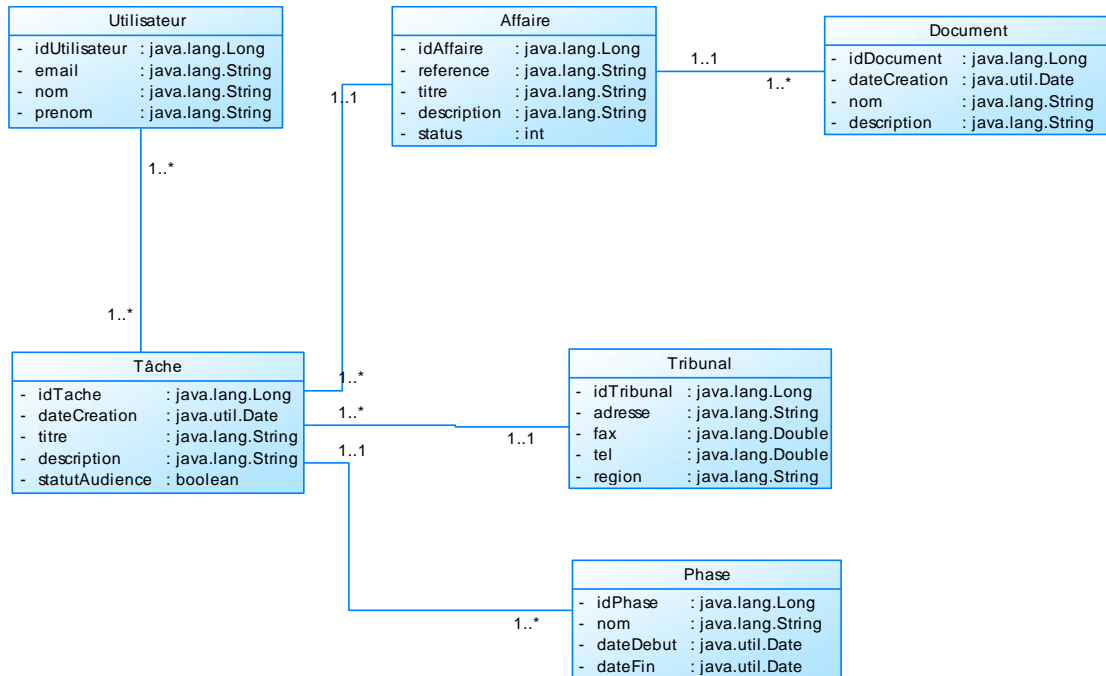 Utilisateur
- idUtilisateur : java.lang.Long
- email : java.lang.String
- nom : java.lang.String
- prenom : java.lang.String
Affaire
- idAffaire : java.lang.Long
- reference : java.lang.String
- titre : java.lang.String
- description : java.lang.String
- status : int
Document
- idDocument : java.lang.Long
- dateCreation : java.util.Date
- nom : java.lang.String
- description : java.lang.String
1..1
1..*
1..1
1..*
1..*
Tâche
- idTache : java.lang.Long
- dateCreation : java.util.Date
- titre : java.lang.String
- description : java.lang.String
- statutAudience : boolean
1..*
1..*
1..1
1..1
Tribunal
- idTribunal : java.lang.Long
- adresse : java.lang.String
- fax : java.lang.Double
- tel : java.lang.Double
- region : java.lang.String
1..*
Phase
- idPhase : java.lang.Long
- nom : java.lang.String
- dateDebut : java.util.Date
- dateFin : java.util.Date